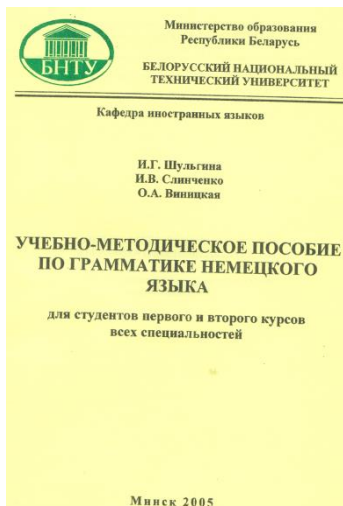 БНТУ
Министерство образования
Республики Беларусь
БЕЛОРУССКИЙ НАЦИОНАЛЬНЫЙ
ТЕХНИЧЕСКИЙ УНИВЕРСИТЕТ
Кафедра иностранных языков
И.Г. Шульгина
И.В. Слинченко
О.А. Виницкая
УЧЕБНО-МЕТОДИЧЕСКОЕ ПОСОБИЕ
ПО ГРАММАТИКЕ НЕМЕЦКОГО
ЯЗЫКА
для студентов первого и второго курсов
всех специальностей
Минск 2005